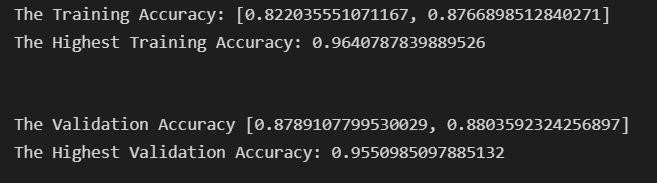 The Training Accuracy: [0.822035551071167, 0.8766898512840271]
The Highest Training Accuracy: 0.9640787839889526
The Validation Accuracy [0.8789107799530029, 0.8803592324256897]
The Highest Validation Accuracy: 0.9550985097885132